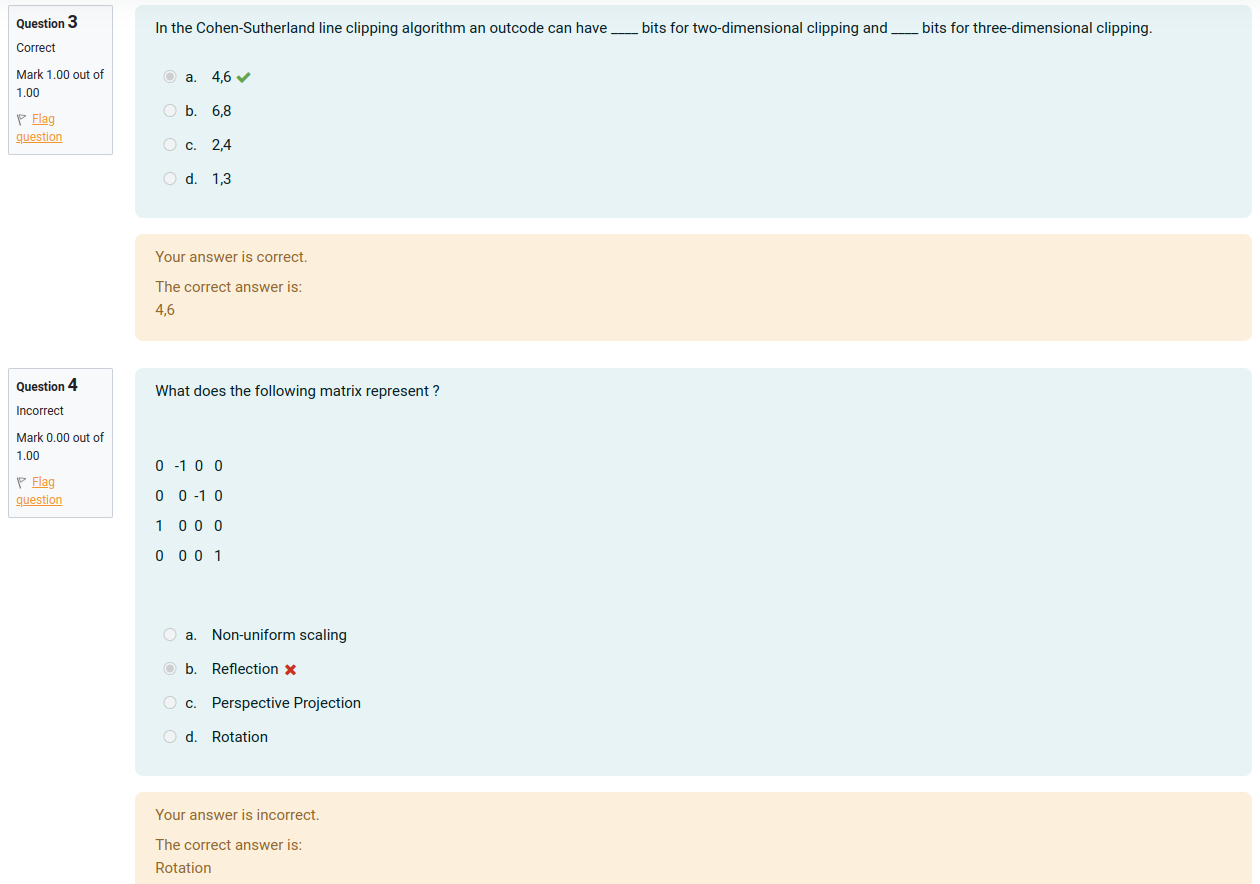 Question 3
Correct
Mark 1.00 out of
1.00
Flag
question
In the Cohen-Sutherland line clipping algorithm an outcode can have ____ bits for two-dimensional clipping and ____ bits for three-dimensional clipping.
a. 4,6
b. 6,8
c. 2,4
d. 1,3
Your answer is correct.
The correct answer is:
4,6
Question 4
Incorrect
Mark 0.00 out of
1.00
Flag
question
What does the following matrix represent ?
0 -1 0 0
0 0 -1 0
1 0 0 0
0 0 0 1
a. Non-uniform scaling
b. Reflection
c. Perspective Projection
d. Rotation
Your answer is incorrect.
The correct answer is:
Rotation